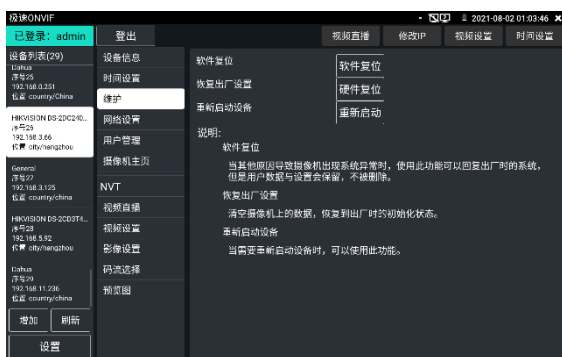 极速ONVIF
2021-08-02 01:03:46
已登录: admin
登出
视频直播
修改IP
视频设置
时间设置
设备列表(29)
Dahua
序号25
192.168.0.251
位置 country/China
HIKVISION DS-2DC240...
序号26
192.168.3.66
位置 city/hangzhou
General
序号27
192.168.3.125
位置 country/china
HIKVISION DS-2CD3T4...
序号28
192.168.5.92
位置 city/hangzhou
Dahua
序号29
192.168.11.236
位置 country/china
增加
刷新
设置
设备信息
时间设置
维护
网络设置
用户管理
摄像机主页
NVT
视频直播
视频设置
影像设置
码流选择
预览图
软件复位
软件复位
恢复出厂设置
硬件复位
重新启动设备
重新启动
说明:
软件复位
当其他原因导致摄像机出现系统异常时，使用此功能可以回复出厂时的系统，
但是用户数据与设置会保留，不被删除。
恢复出厂设置
清空摄像机上的数据，恢复到出厂时的初始化状态。
重新启动设备
当需要重新启动设备时，可以使用此功能。